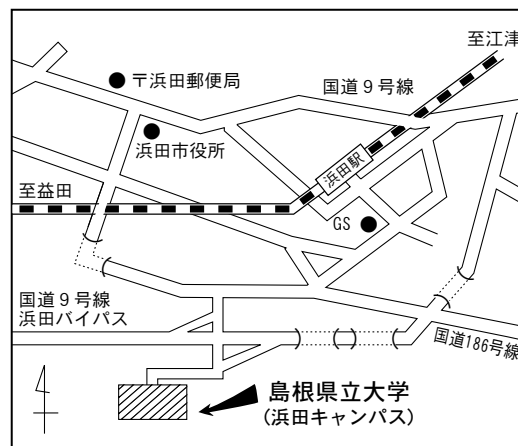 至江津
国道９号線
〒浜田郵便局
浜田市役所
浜田駅
至益田
GS
国道９号線
浜田バイパス
国道186号線
島根県立大学
(浜田キャンパス)